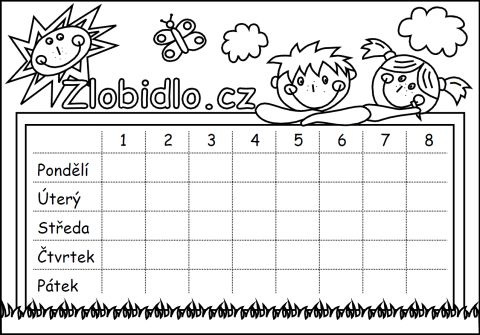 Zlobidlo.cz
1 2 3 4 5 6 7 8
Pondělí
Úterý
Středa
Čtvrtek
Pátek